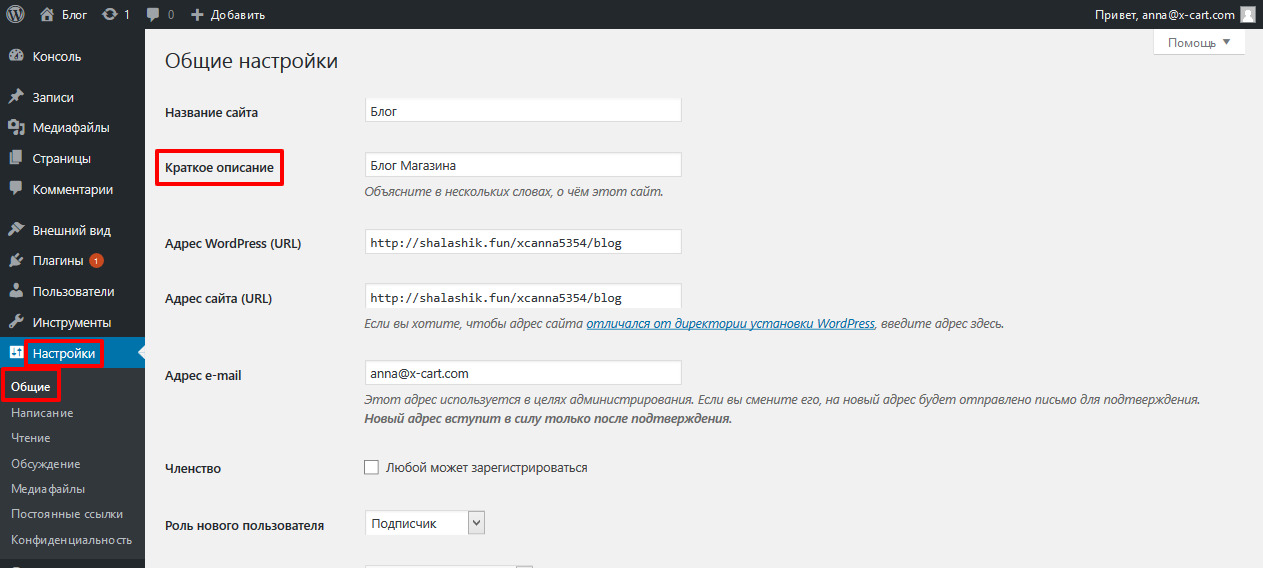 Блог 1 0 Добавить
Привет, anna@x-cart.com
Помощь
Консоль
Записи
Медиафайлы
Страницы
Комментарии
Внешний вид
Плагины 1
Пользователи
Инструменты
Настройки
Общие
Написание
Чтение
Обсуждение
Медиафайлы
Постоянные ссылки
Конфиденциальность
Общие настройки
Название сайта
Блог
Краткое описание
Блог Магазина
Объясните в нескольких словах, о чём этот сайт.
Адрес WordPress (URL)
http://shalashik.fun/xcanna5354/blog
Адрес сайта (URL)
http://shalashik.fun/xcanna5354/blog
Если вы хотите, чтобы адрес сайта отличался от директории установки WordPress, введите адрес здесь.
Адрес e-mail
anna@x-cart.com
Этот адрес используется в целях администрирования. Если вы смените его, на новый адрес будет отправлено письмо для подтверждения.
Новый адрес вступит в силу только после подтверждения.
Членство
Любой может зарегистрироваться
Роль нового пользователя
Подписчик